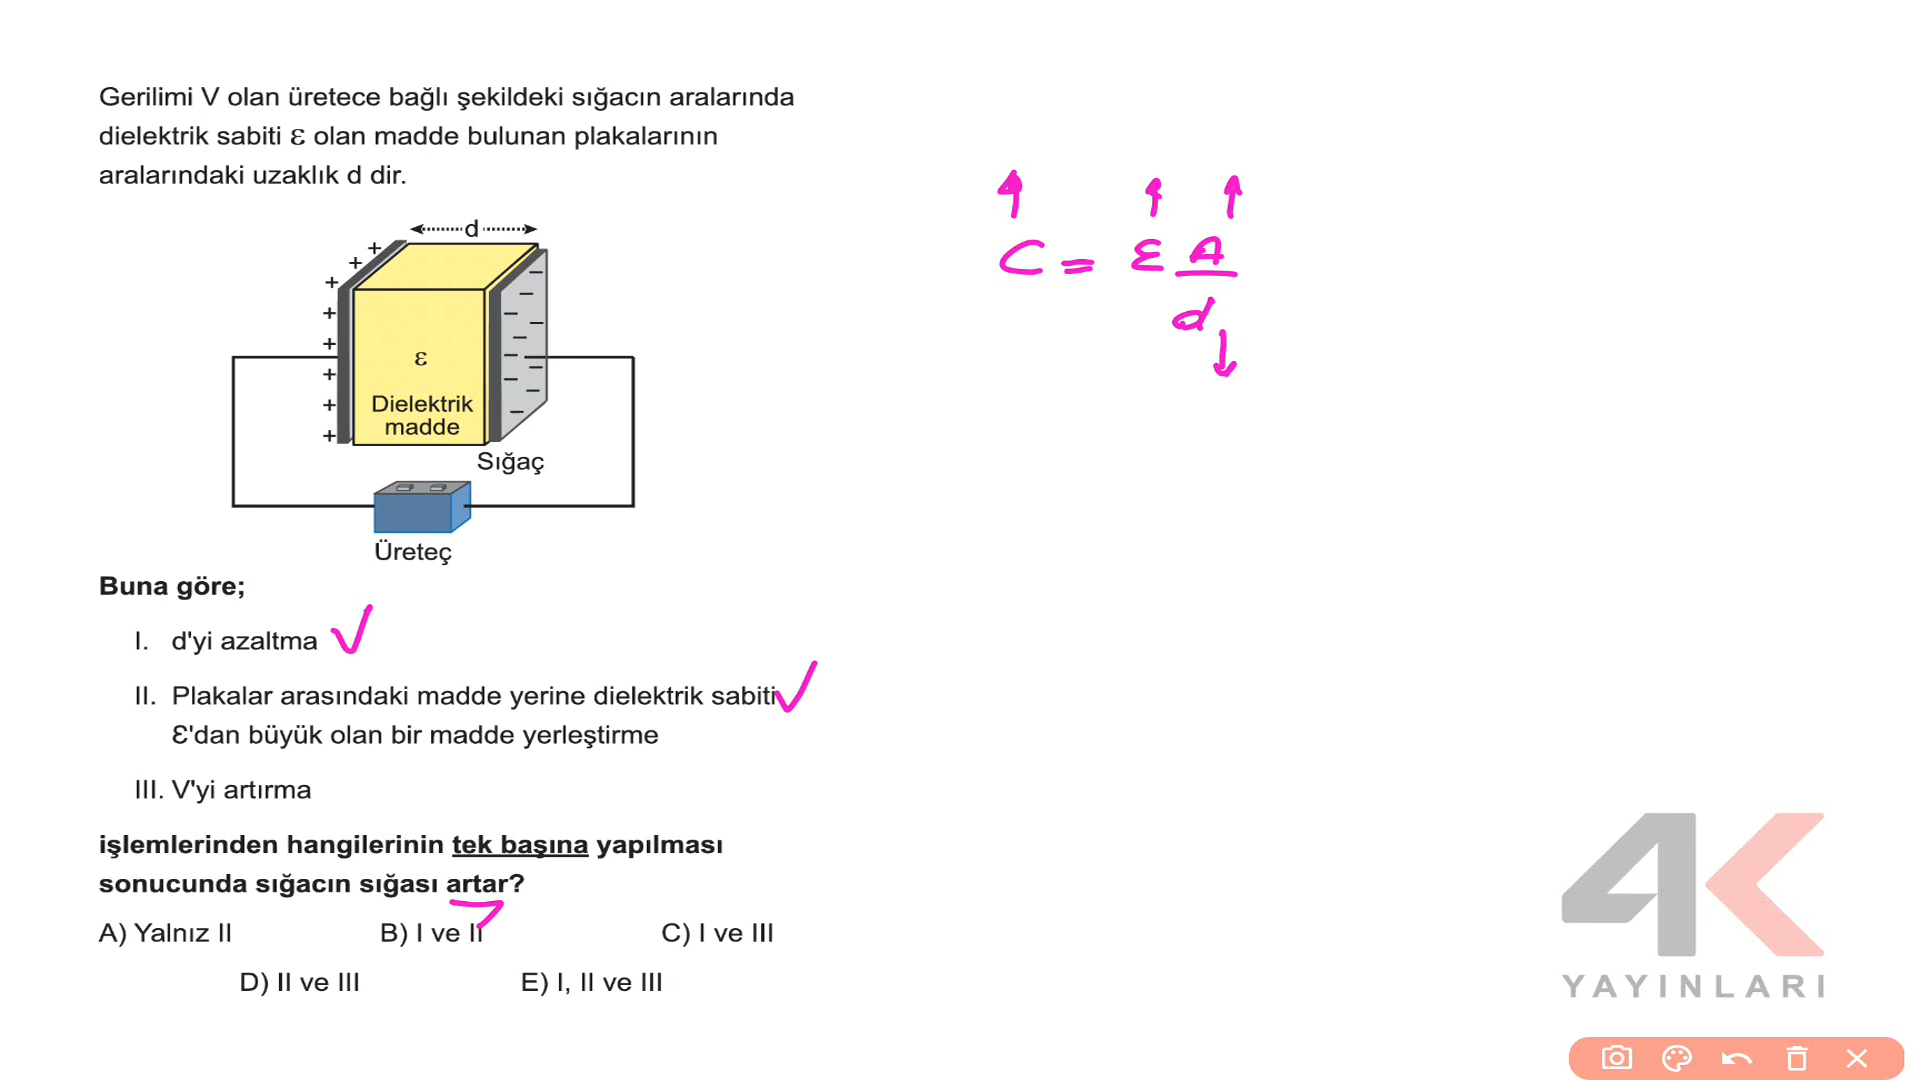 Gerilimi V olan üretece bağlı şekildeki sığacın aralarında
dielektrik sabiti ε olan madde bulunan plakalarının
aralarındaki uzaklık d dir.
d
+ + + + + + + +
ε
Dielektrik
madde
Sığaç
Üreteç
Buna göre;
I. d'yi azaltma
II. Plakalar arasındaki madde yerine dielektrik sabiti
Ɛ'dan büyük olan bir madde yerleştirme
III. V'yi artırma
işlemlerinden hangilerinin tek başına yapılması
sonucunda sığacın sığası artar?
A) Yalnız II B) I ve II C) I ve III
D) II ve III E) I, II ve III
C = ε A
d
4K
YAYINLARI